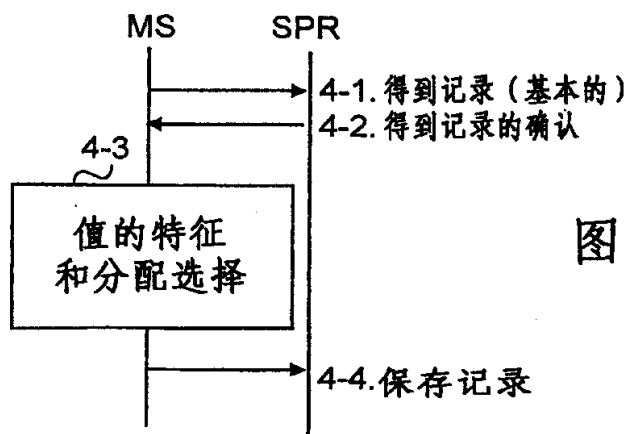 MS SPR
4-1. 得到记录(基本的)
4-2. 得到记录的确认
4-3
值的特征
和分配选择
图
4-4. 保存记录